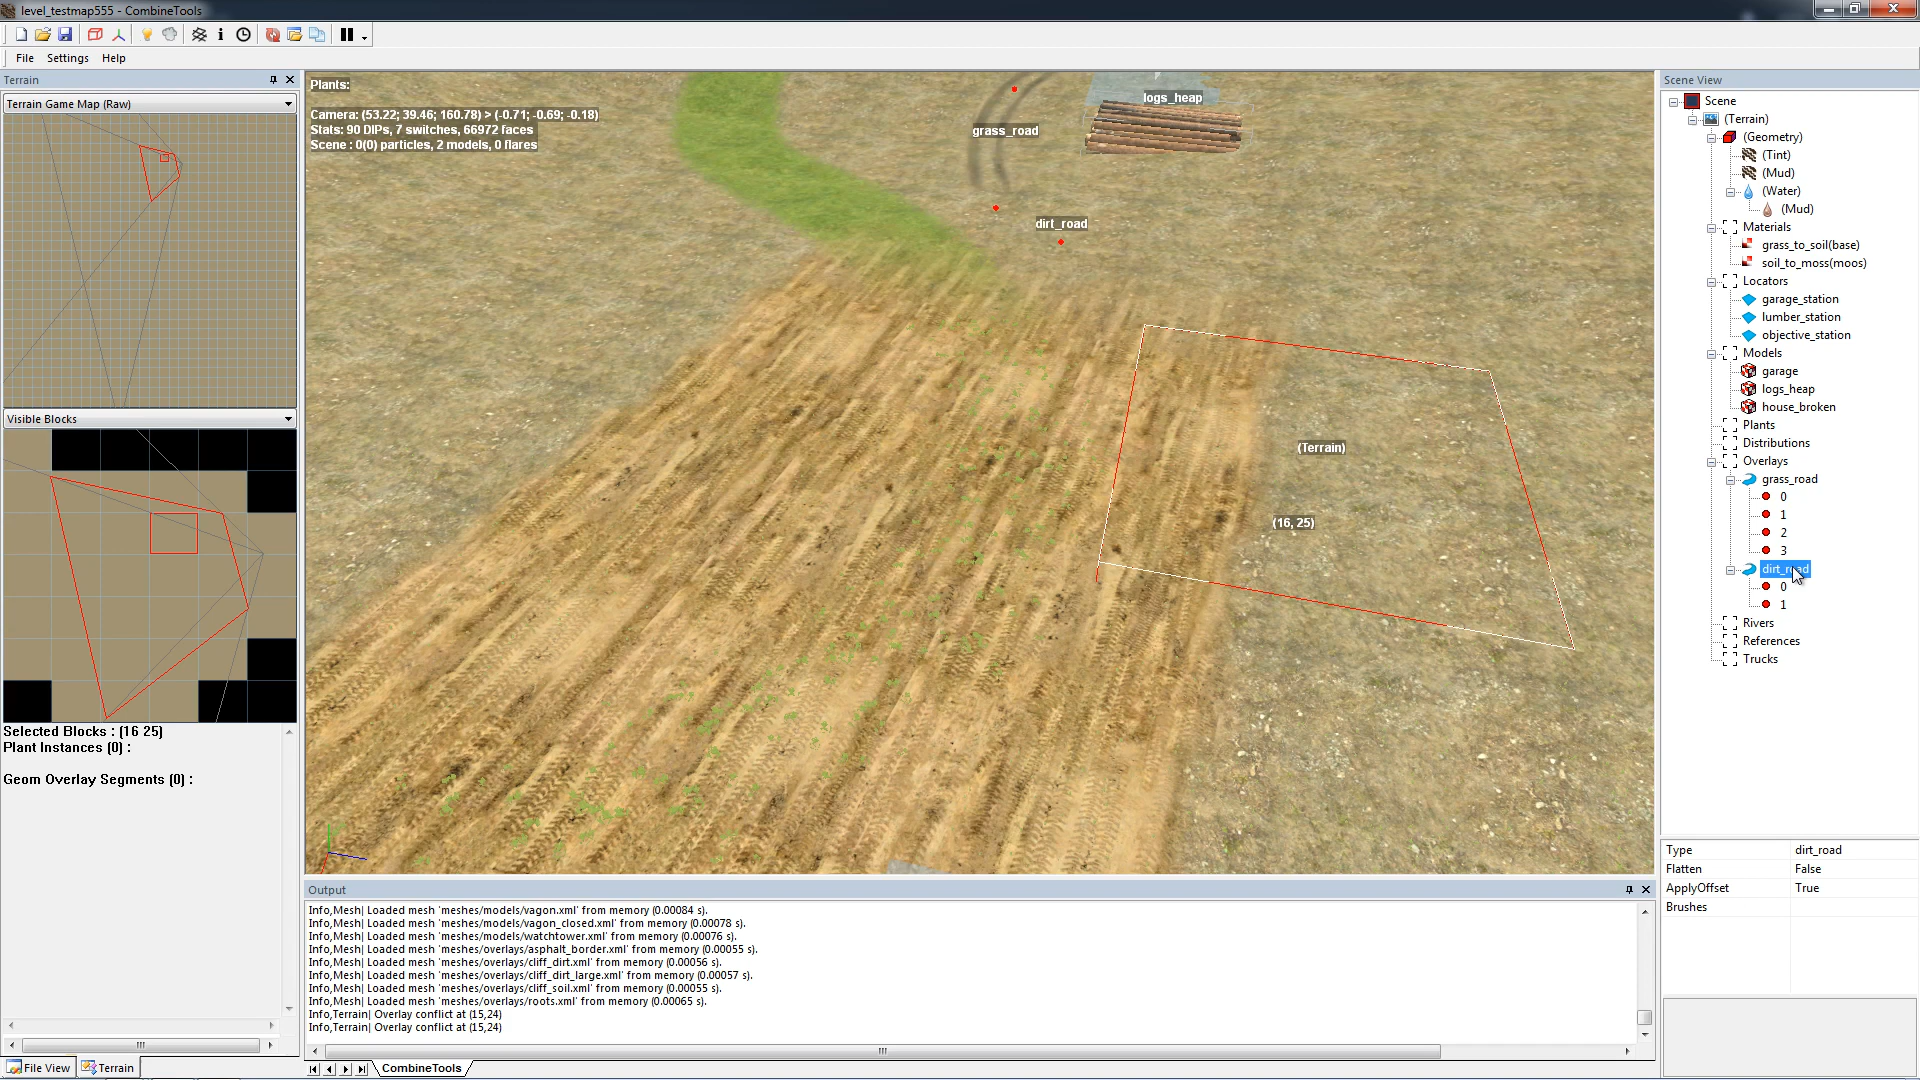 level_testmap555 - CombineTools
File Settings Help
Terrain
Terrain Game Map (Raw)
Visible Blocks
Selected Blocks : (16 25)
Plant Instances (0) :
Geom Overlay Segments (0) :
File View
Terrain
Plants:
Camera: (53.22; 39.46; 160.78) > (-0.71; -0.69; -0.18)
Stats: 90 DIPs, 7 switches, 66972 faces
Scene : 0(0) particles, 2 models, 0 flares
logs_heap
grass_road
dirt_road
(Terrain)
(16, 25)
Output
Info,Mesh| Loaded mesh 'meshes/models/vagon.xml' from memory (0.00084 s).
Info,Mesh| Loaded mesh 'meshes/models/vagon_closed.xml' from memory (0.00078 s).
Info,Mesh| Loaded mesh 'meshes/models/watchtower.xml' from memory (0.00076 s).
Info,Mesh| Loaded mesh 'meshes/overlays/asphalt_border.xml' from memory (0.00055 s).
Info,Mesh| Loaded mesh 'meshes/overlays/cliff_dirt.xml' from memory (0.00056 s).
Info,Mesh| Loaded mesh 'meshes/overlays/cliff_dirt_large.xml' from memory (0.00057 s).
Info,Mesh| Loaded mesh 'meshes/overlays/cliff_soil.xml' from memory (0.00055 s).
Info,Mesh| Loaded mesh 'meshes/overlays/roots.xml' from memory (0.00065 s).
Info,Terrain| Overlay conflict at (15,24)
Info,Terrain| Overlay conflict at (15,24)
CombineTools
Scene View
Scene
(Terrain)
(Geometry)
(Tint)
(Mud)
(Water)
(Mud)
Materials
grass_to_soil(base)
soil_to_moss(moos)
Locators
garage_station
lumber_station
objective_station
Models
garage
logs_heap
house_broken
Plants
Distributions
Overlays
grass_road
0
1
2
3
dirt_road
0
1
Rivers
References
Trucks
Type dirt_road
Flatten False
ApplyOffset True
Brushes